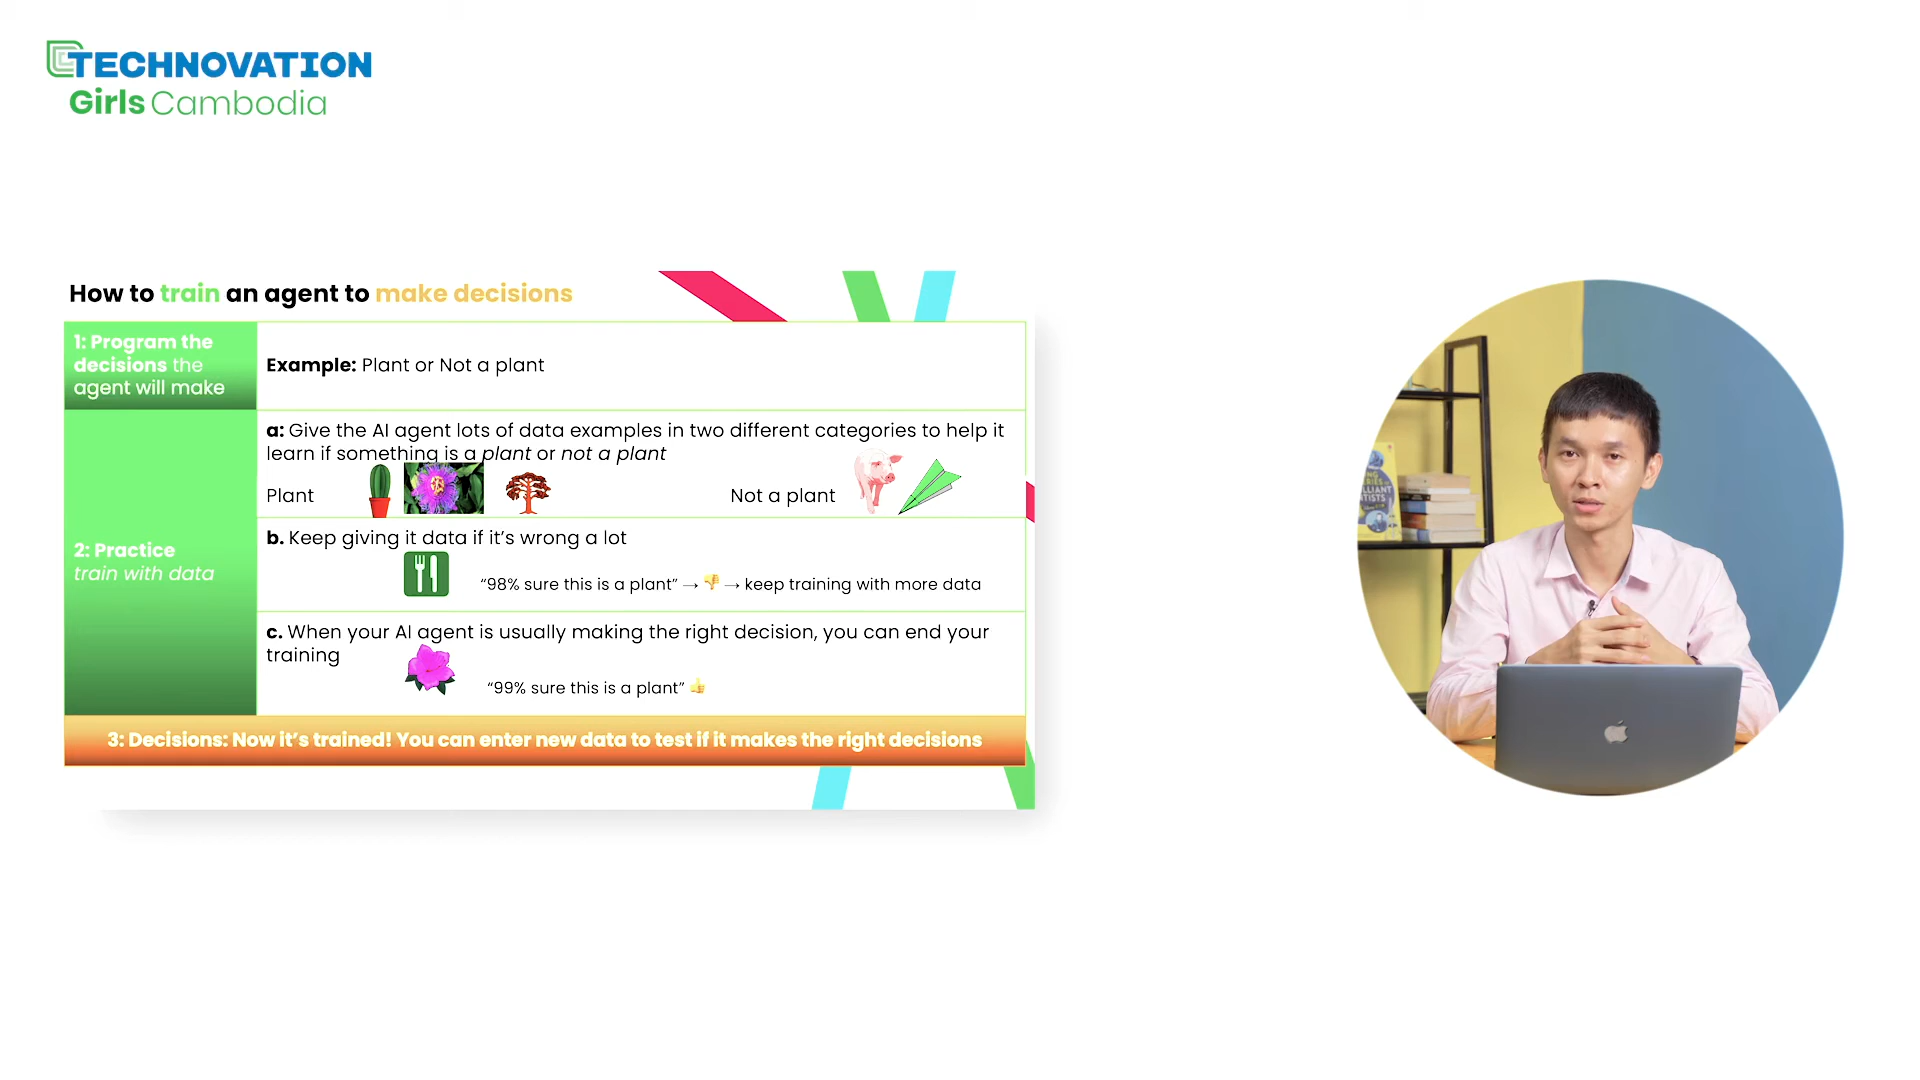 TECHNOVATION
Girls Cambodia
How to train an agent to make decisions
1: Program the
decisions the
agent will make
Example: Plant or Not a plant
2: Practice
train with data
a: Give the AI agent lots of data examples in two different categories to help it
learn if something is a plant or not a plant
Plant
Not a plant
b. Keep giving it data if it's wrong a lot
“98% sure this is a plant” → 👎 → keep training with more data
c. When your AI agent is usually making the right decision, you can end your
training
“99% sure this is a plant” 👍
3: Decisions: Now it's trained! You can enter new data to test if it makes the right decisions